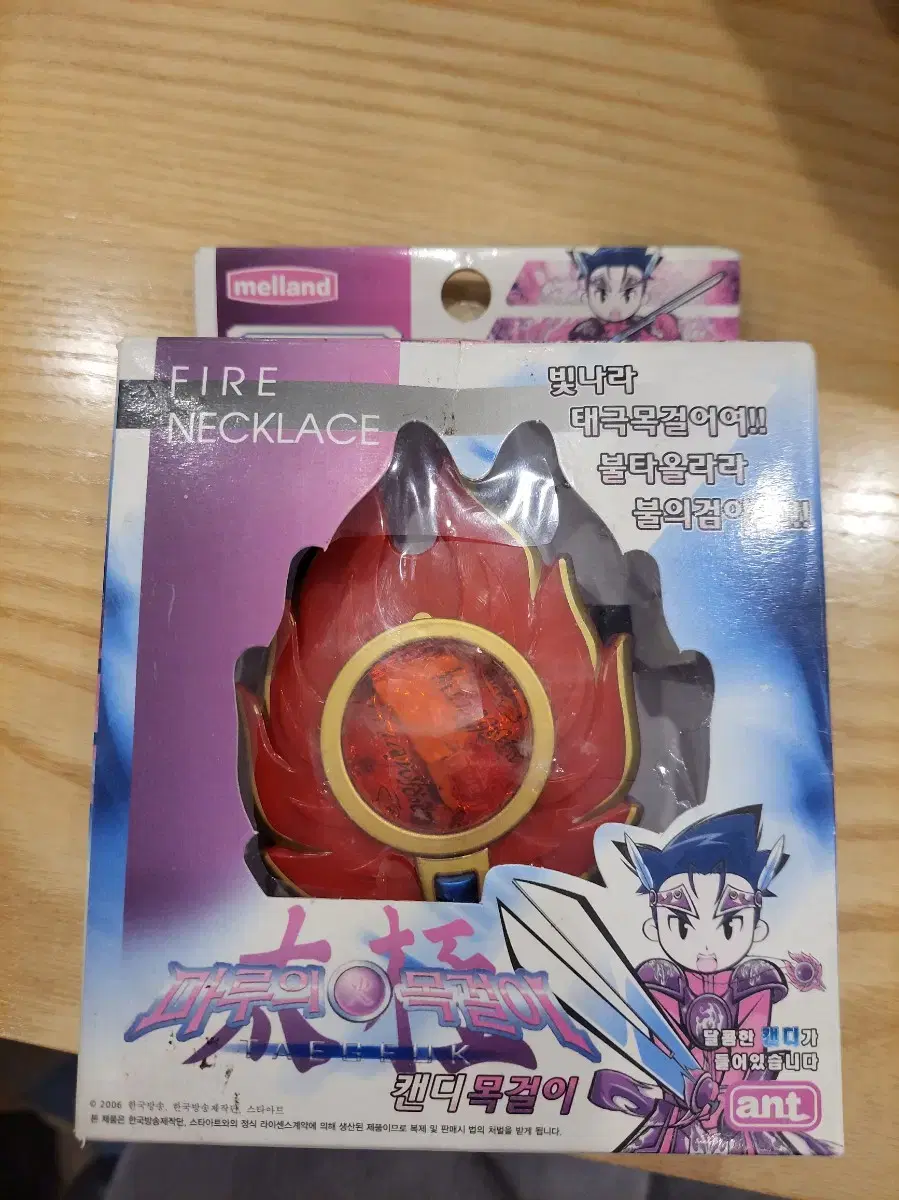 melland
FIRE
NECKLACE
빛나라
태극목걸이여!!
불타올라라
불의검
太極
마루의 목걸이
TAEGEUK
캔디목걸이
달콤한 캔디가
들어있습니다
ant
© 2006 한국방송, 한국방송제작단, 스타아트
본 제품은 한국방송제작단, 스타아트와의 정식 라이센스계약에 의해 생산된 제품이므로 복제 및 판매시 법의 처벌을 받게 됩니다.